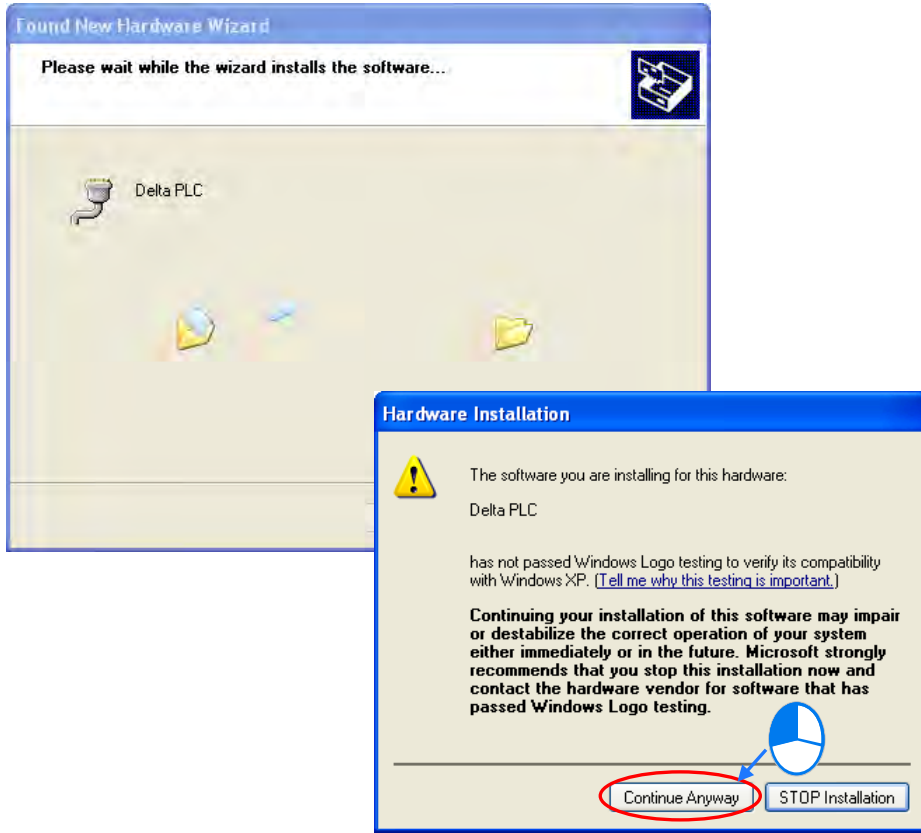 Found New Hardware Wizard
Please wait while the wizard installs the software...
Delta PLC
Hardware Installation
The software you are installing for this hardware:
Delta PLC
has not passed Windows Logo testing to verify its compatibility
with Windows XP. (Tell me why this testing is important.)
Continuing your installation of this software may impair
or destabilize the correct operation of your system
either immediately or in the future. Microsoft strongly
recommends that you stop this installation now and
contact the hardware vendor for software that has
passed Windows Logo testing.
Continue Anyway
STOP Installation